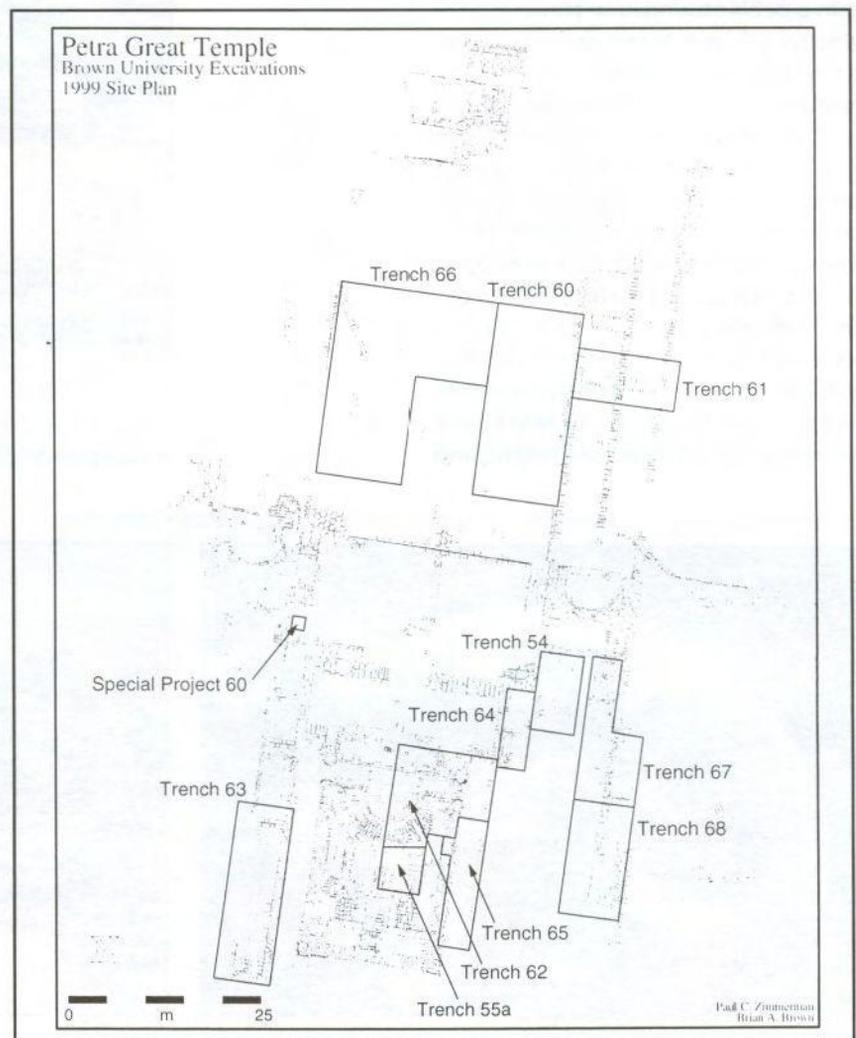 Petra Great Temple
Brown University Excavations
1999 Site Plan
Trench 66
Trench 60
Trench 61
Trench 54
Special Project 60
Trench 64
Trench 63
Trench 67
Trench 68
Trench 65
Trench 62
Trench 55a
0 m 25
Paul C. Zimmerman
Brian A. Brown